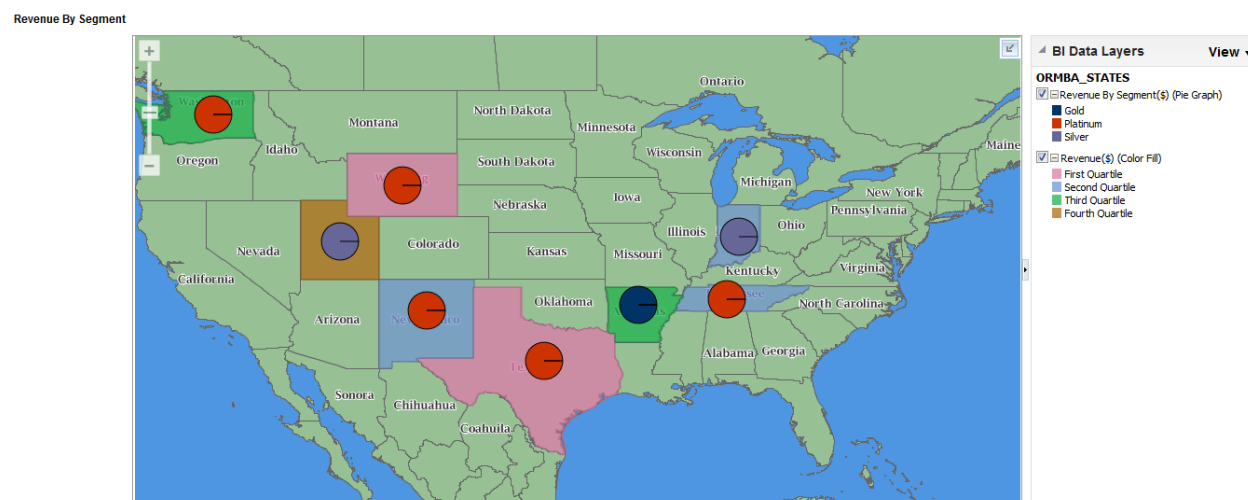 Revenue By Segment
+
−
Ontario
Montana
North Dakota
Minnesota
Maine
Oregon
Idaho
South Dakota
Wisconsin
Michigan
New York
Nebraska
Iowa
Pennsylvania
Illinois
Ohio
Nevada
Colorado
Kansas
Missouri
Kentucky
Virginia
California
Oklahoma
North Carolina
Arizona
Alabama
Georgia
Sonora
Chihuahua
Coahuila
BI Data Layers
View
ORMBA_STATES
Revenue By Segment($) (Pie Graph)
Gold
Platinum
Silver
Revenue($) (Color Fill)
First Quartile
Second Quartile
Third Quartile
Fourth Quartile